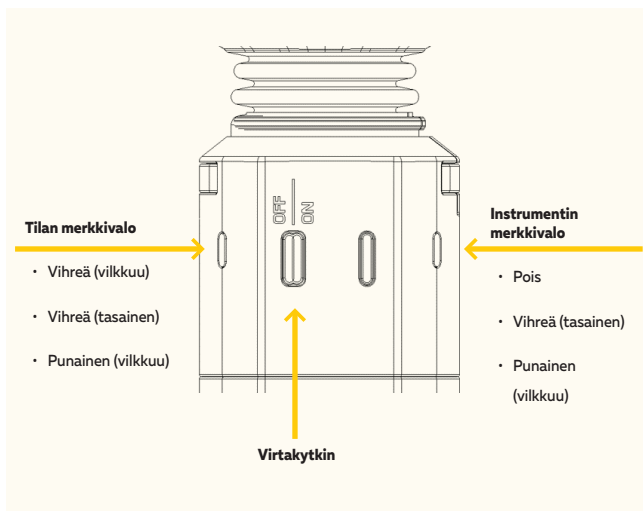 OFF
ON
Tilan merkkivalo
• Vihreä (vilkkuu)
• Vihreä (tasainen)
• Punainen (vilkkuu)
Instrumentin
merkkivalo
• Pois
• Vihreä (tasainen)
• Punainen
(vilkkuu)
Virtakytkin